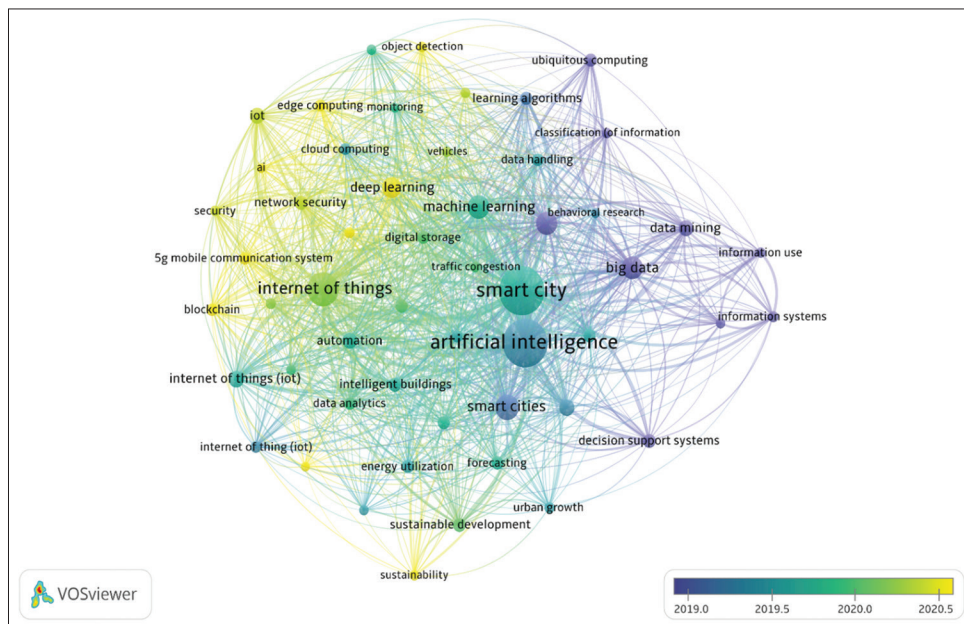 object detection
ubiquitous computing
learning algorithms
edge computing
monitoring
iot
classification (of information
cloud computing
vehicles
data handling
ai
deep learning
network security
machine learning
security
behavioral research
data mining
digital storage
information use
5g mobile communication system
traffic congestion
big data
internet of things
smart city
blockchain
information systems
automation
artificial intelligence
internet of things (iot)
intelligent buildings
data analytics
smart cities
internet of thing (iot)
decision support systems
energy utilization
forecasting
urban growth
sustainable development
sustainability
VOSviewer
2019.0 2019.5 2020.0 2020.5